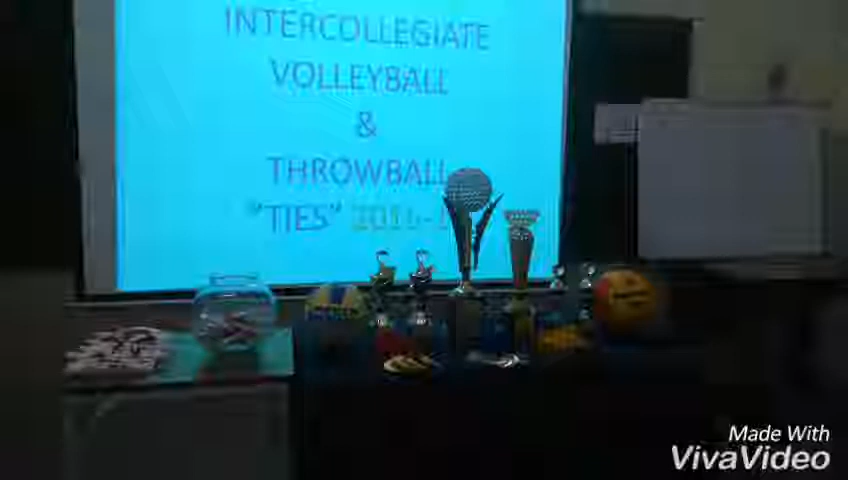 INTERCOLLEGIATE
VOLLEYBALL
&
THROWBALL
"TIES"
Made With
VivaVideo